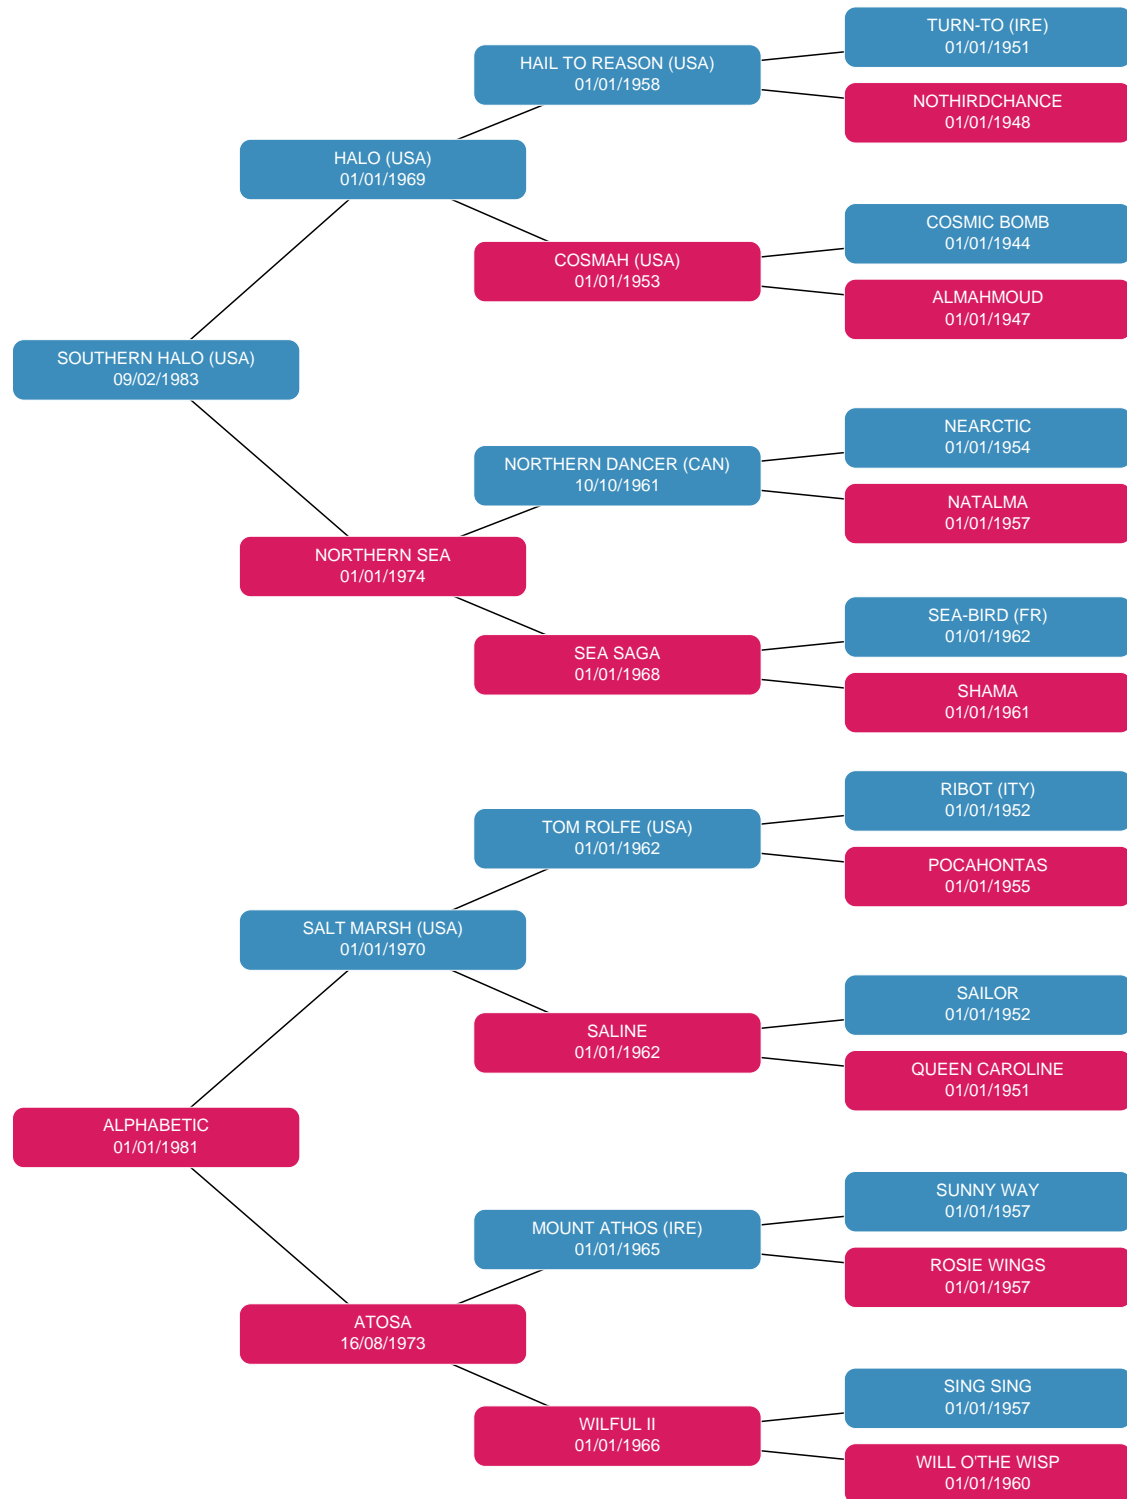 TURN-TO (IRE)
01/01/1951
HAIL TO REASON (USA)
01/01/1958
NOTHIRDCHANCE
01/01/1948
HALO (USA)
01/01/1969
COSMIC BOMB
01/01/1944
COSMAH (USA)
01/01/1953
ALMAHMOUD
01/01/1947
SOUTHERN HALO (USA)
09/02/1983
NEARCTIC
01/01/1954
NORTHERN DANCER (CAN)
10/10/1961
NATALMA
01/01/1957
NORTHERN SEA
01/01/1974
SEA-BIRD (FR)
01/01/1962
SEA SAGA
01/01/1968
SHAMA
01/01/1961
RIBOT (ITY)
01/01/1952
TOM ROLFE (USA)
01/01/1962
POCAHONTAS
01/01/1955
SALT MARSH (USA)
01/01/1970
SAILOR
01/01/1952
SALINE
01/01/1962
QUEEN CAROLINE
01/01/1951
ALPHABETIC
01/01/1981
SUNNY WAY
01/01/1957
MOUNT ATHOS (IRE)
01/01/1965
ROSIE WINGS
01/01/1957
ATOSA
16/08/1973
SING SING
01/01/1957
WILFUL II
01/01/1966
WILL O'THE WISP
01/01/1960